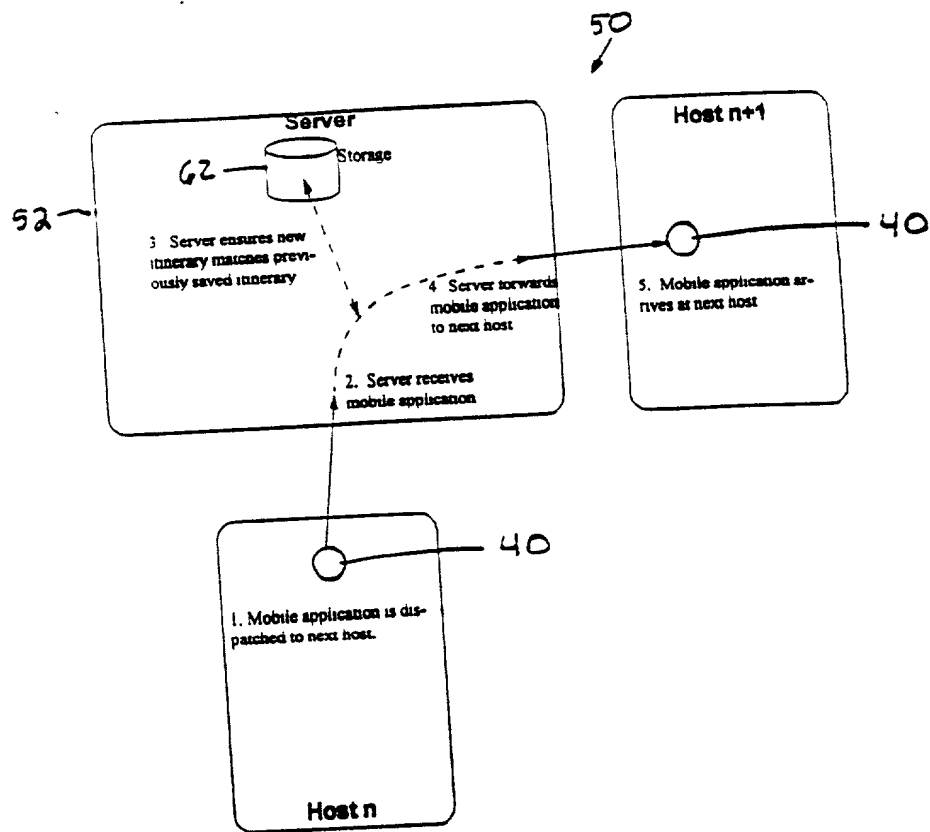 50
Server
Host n+1
Storage
62
52
40
3 Server ensures new
itinerary matches previ-
ously saved itinerary
4 Server forwards
mobile application
to next host
5. Mobile application ar-
rives at next host
2. Server receives
mobile application
40
1. Mobile application is dis-
patched to next host.
Host n